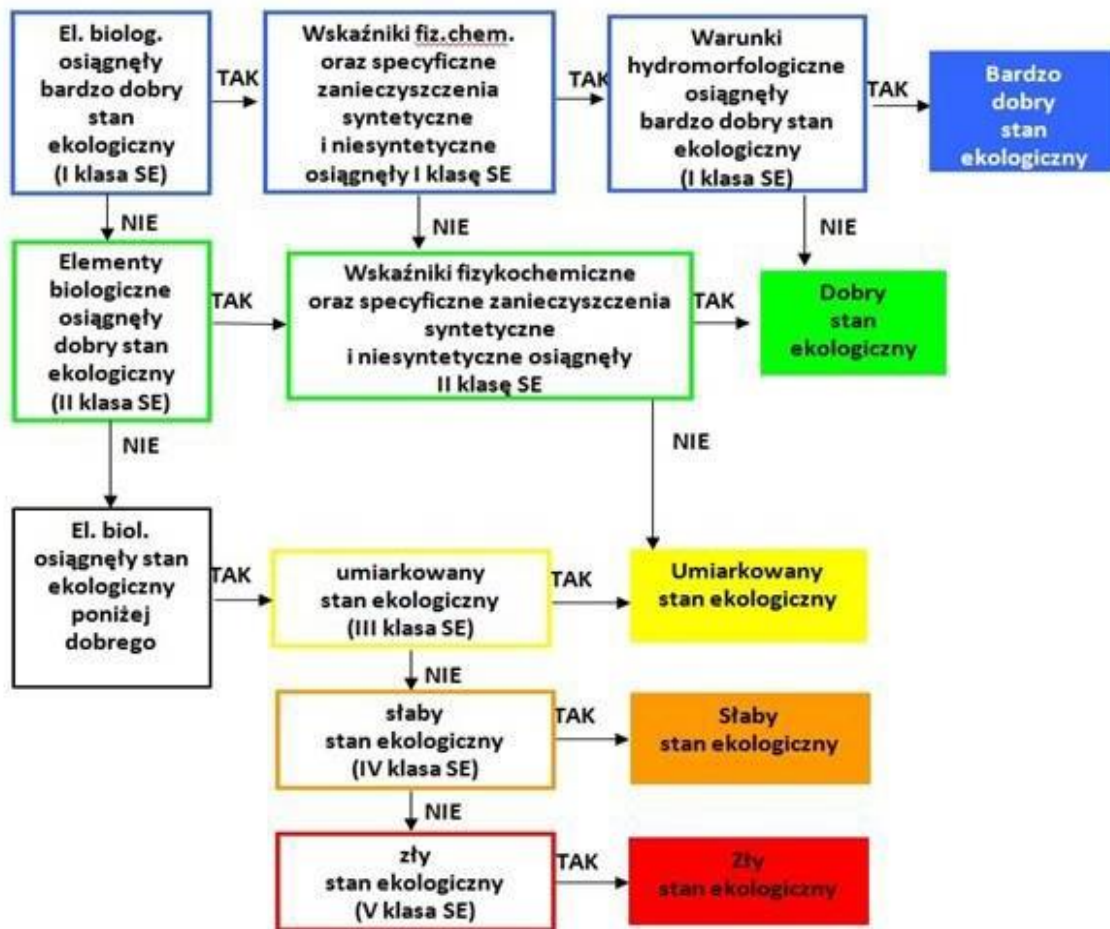 El. biolog.
osiągnęły
bardzo dobry
stan
ekologiczny
(I klasa SE)
TAK
Wskaźniki fiz.chem.
oraz specyficzne
zanieczyszczenia
syntetyczne
i niesyntetyczne
osiągnęły I klasę SE
TAK
Warunki
hydromorfologiczne
osiągnęły
bardzo dobry stan
ekologiczny
(I klasa SE)
TAK
Bardzo
dobry
stan
ekologiczny
NIE
NIE
NIE
Elementy
biologiczne
osiągnęły
dobry stan
ekologiczny
(II klasa SE)
TAK
Wskaźniki fizykochemiczne
oraz specyficzne zanieczyszczenia
syntetyczne
i niesyntetyczne osiągnęły
II klasę SE
TAK
Dobry
stan
ekologiczny
NIE
NIE
El. biol.
osiągnęły stan
ekologiczny
poniżej
dobrego
TAK
umiarkowany
stan ekologiczny
(III klasa SE)
TAK
Umiarkowany
stan ekologiczny
NIE
słaby
stan ekologiczny
(IV klasa SE)
TAK
Słaby
stan ekologiczny
NIE
zły
stan ekologiczny
(V klasa SE)
TAK
Zły
stan ekologiczny